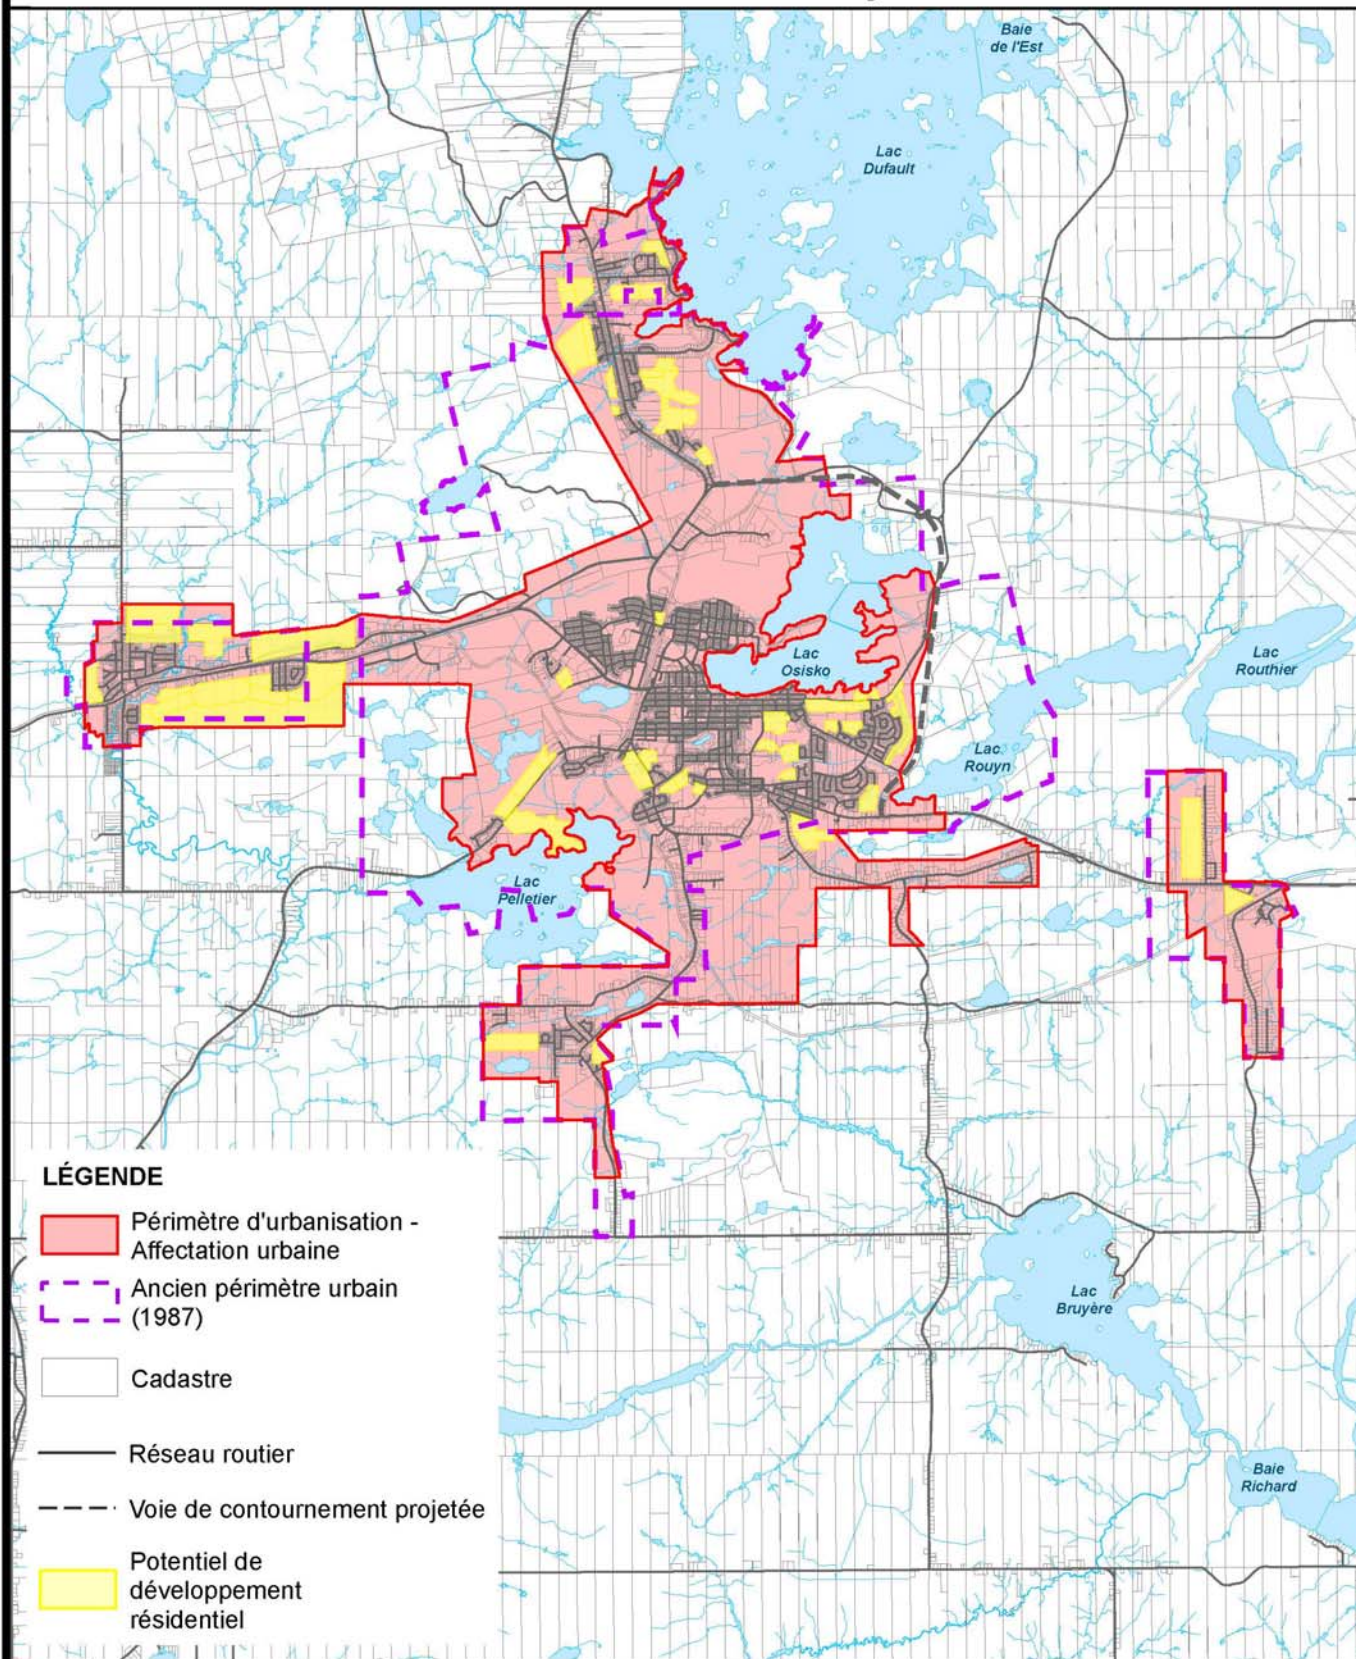 Baie
de l'Est
Lac
Dufault
Lac
Osisko
Lac
Routhier
Lac
Rouyn
Lac
Pelletier
LÉGENDE
Périmètre d'urbanisation -
Affectation urbaine
Ancien périmètre urbain
(1987)
Cadastre
Réseau routier
Voie de contournement projetée
Potentiel de
développement
résidentiel
Lac
Bruyère
Baie
Richard